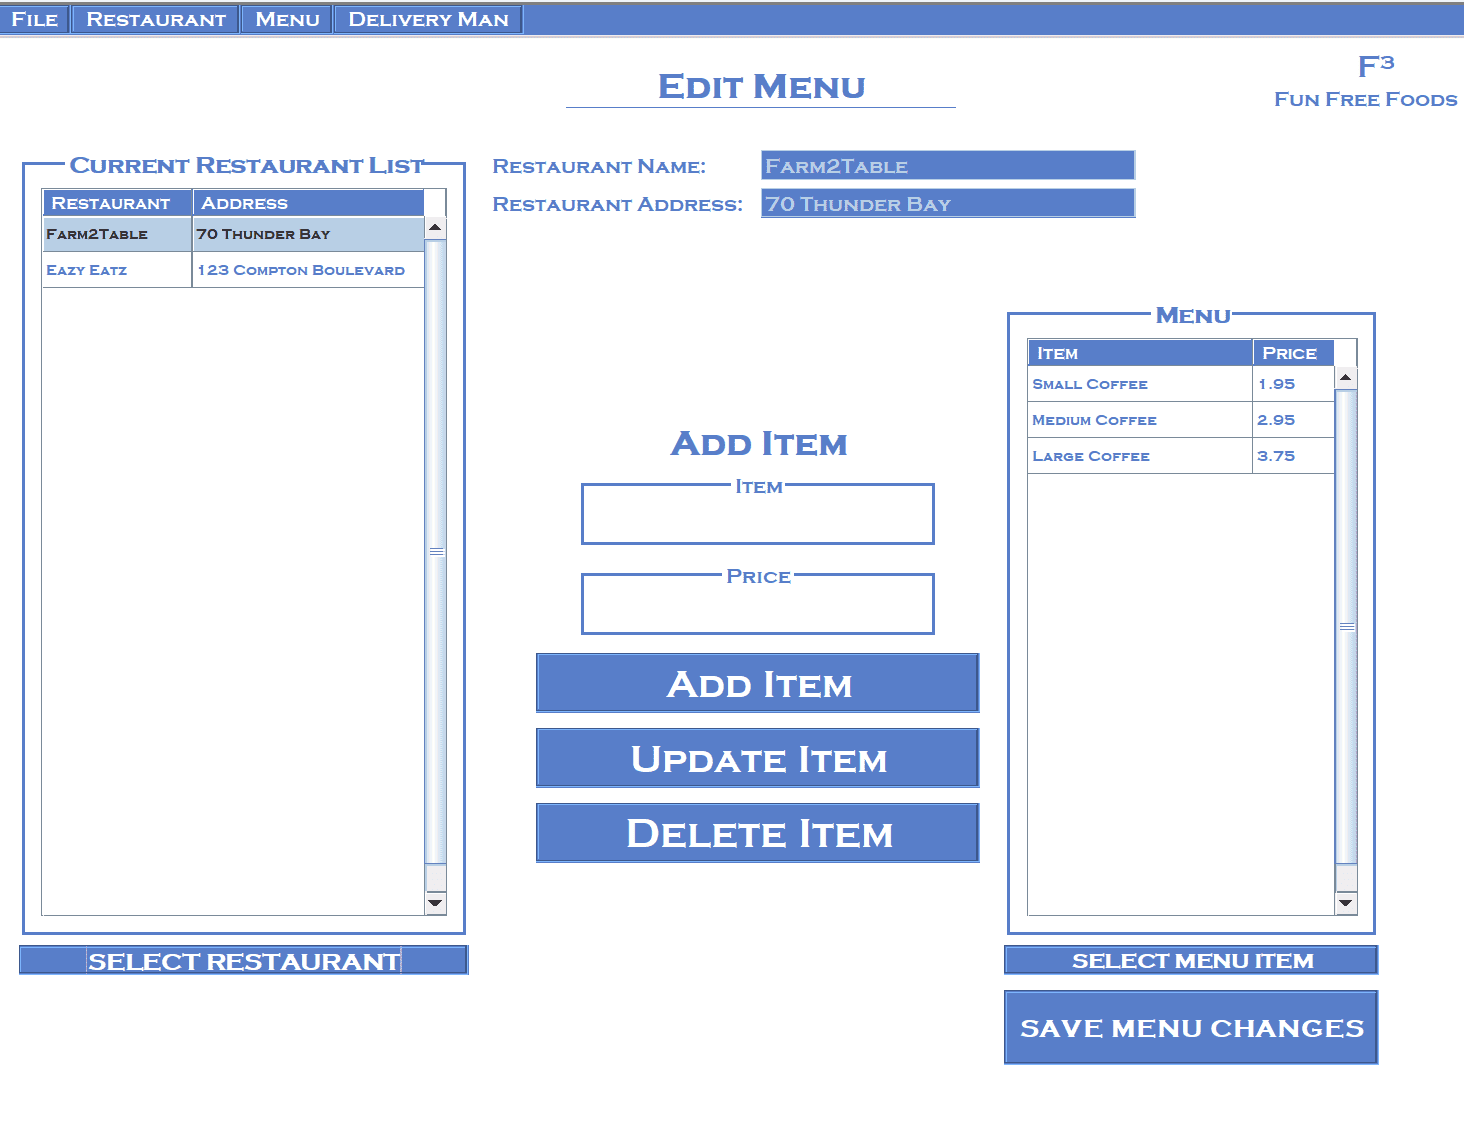 File Restaurant Menu Delivery Man
F³
Fun Free Foods
Edit Menu
Current Restaurant List
Restaurant Address
Farm2Table 70 Thunder Bay
Eazy Eatz 123 Compton Boulevard
SELECT RESTAURANT
Restaurant Name: Farm2Table
Restaurant Address: 70 Thunder Bay
Add Item
Item
Price
Add Item
Update Item
Delete Item
Menu
Item Price
Small Coffee 1.95
Medium Coffee 2.95
Large Coffee 3.75
SELECT MENU ITEM
SAVE MENU CHANGES